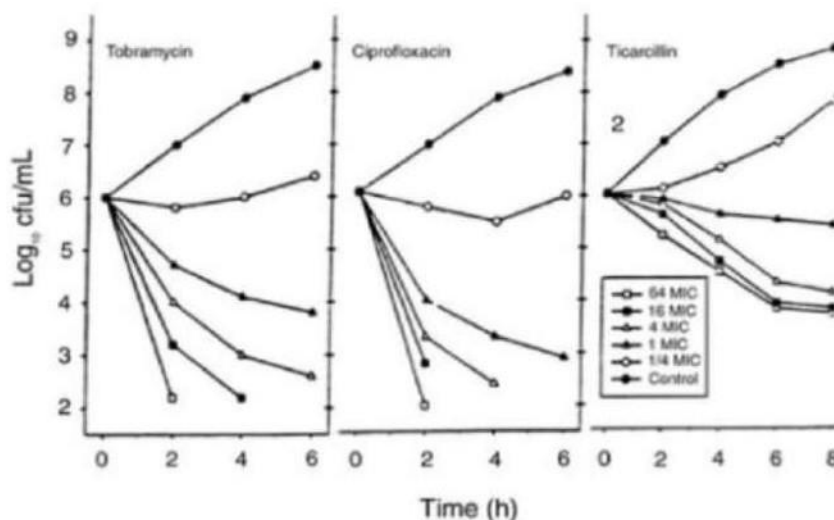 Tobramycin
Ciprofloxacin
Ticarcillin
2
Log₁₀ cfu/mL
9
8
7
6
5
4
3
2
64 MIC
16 MIC
4 MIC
1 MIC
1/4 MIC
Control
0 2 4 6
0 2 4 6
0 2 4 6 8
Time (h)